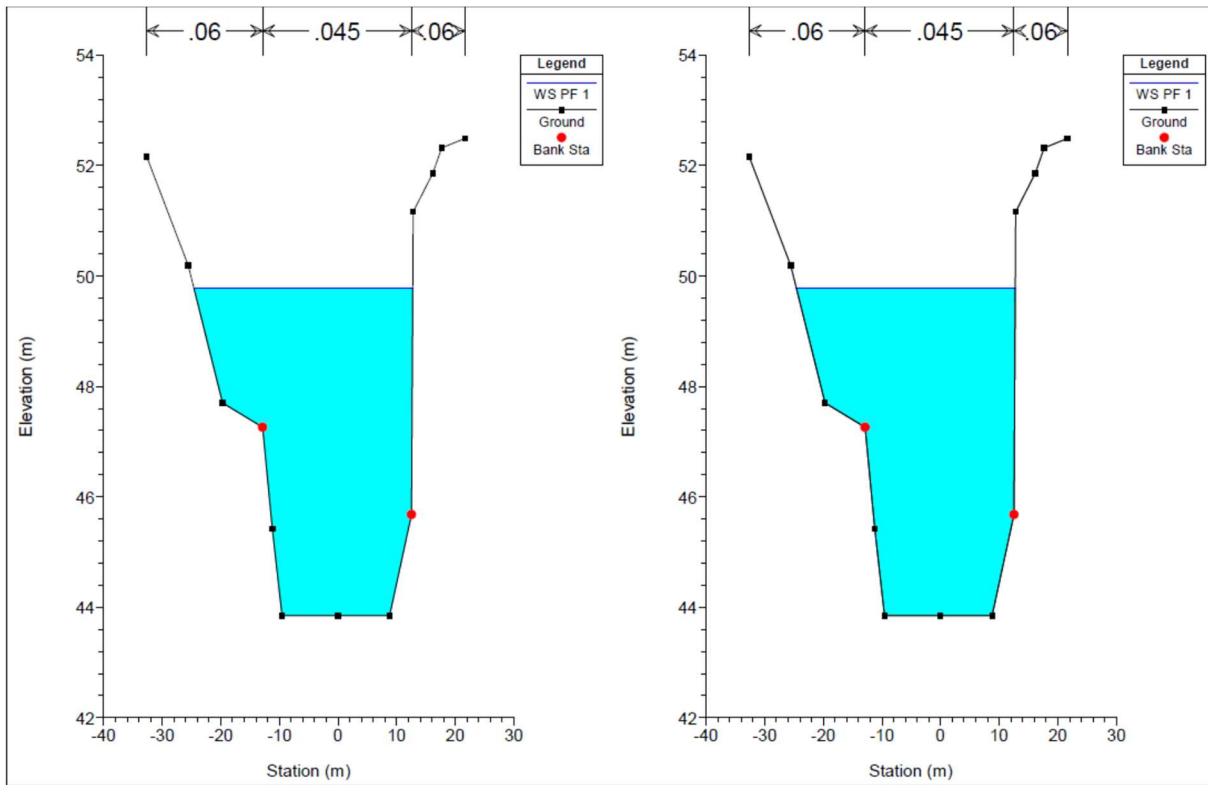 .06 .045 .06
Legend
WS PF 1
Ground
Bank Sta
54
52
50
48
46
44
42
Elevation (m)
-40 -30 -20 -10 0 10 20 30
Station (m)
.06 .045 .06
Legend
WS PF 1
Ground
Bank Sta
54
52
50
48
46
44
42
Elevation (m)
-40 -30 -20 -10 0 10 20 30
Station (m)